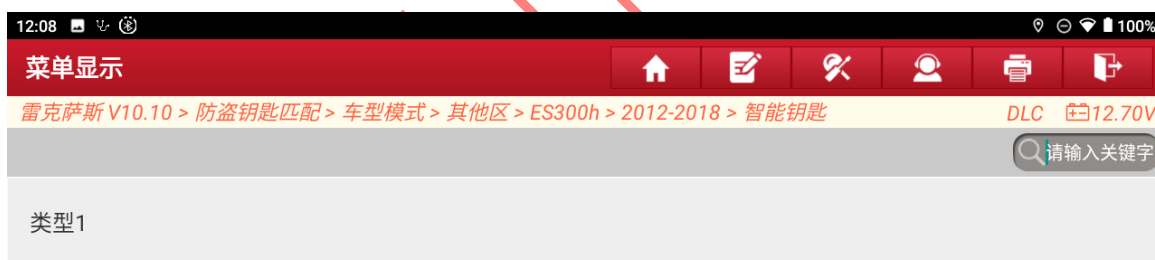 12:08 100%
菜单显示
雷克萨斯 V10.10 > 防盗钥匙匹配 > 车型模式 > 其他区 > ES300h > 2012-2018 > 智能钥匙 DLC 12.70V
请输入关键字
类型1